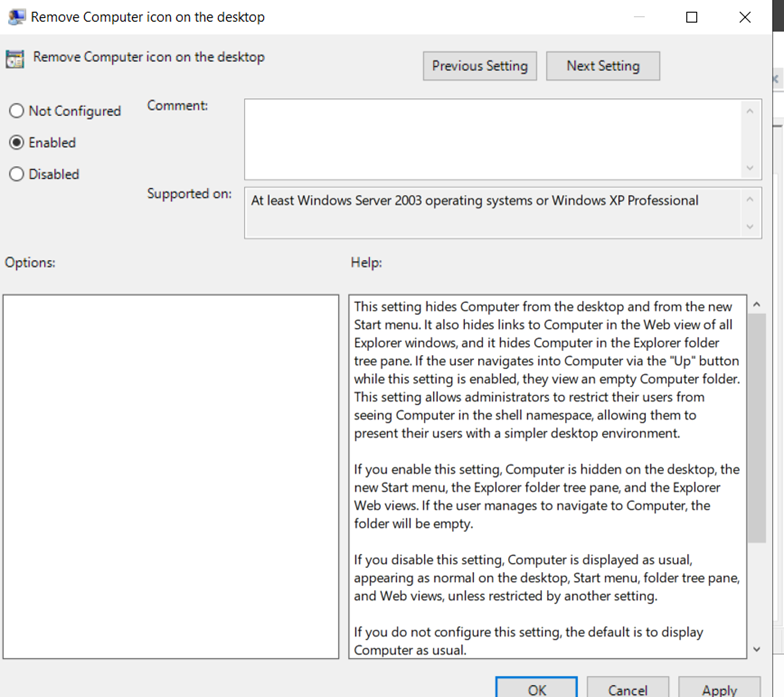 Remove Computer icon on the desktop
Remove Computer icon on the desktop
Previous Setting
Next Setting
Not Configured
Comment:
Enabled
Disabled
Supported on:
At least Windows Server 2003 operating systems or Windows XP Professional
Options:
Help:
This setting hides Computer from the desktop and from the new
Start menu. It also hides links to Computer in the Web view of all
Explorer windows, and it hides Computer in the Explorer folder
tree pane. If the user navigates into Computer via the "Up" button
while this setting is enabled, they view an empty Computer folder.
This setting allows administrators to restrict their users from
seeing Computer in the shell namespace, allowing them to
present their users with a simpler desktop environment.
If you enable this setting, Computer is hidden on the desktop, the
new Start menu, the Explorer folder tree pane, and the Explorer
Web views. If the user manages to navigate to Computer, the
folder will be empty.
If you disable this setting, Computer is displayed as usual,
appearing as normal on the desktop, Start menu, folder tree pane,
and Web views, unless restricted by another setting.
If you do not configure this setting, the default is to display
Computer as usual.
OK
Cancel
Apply